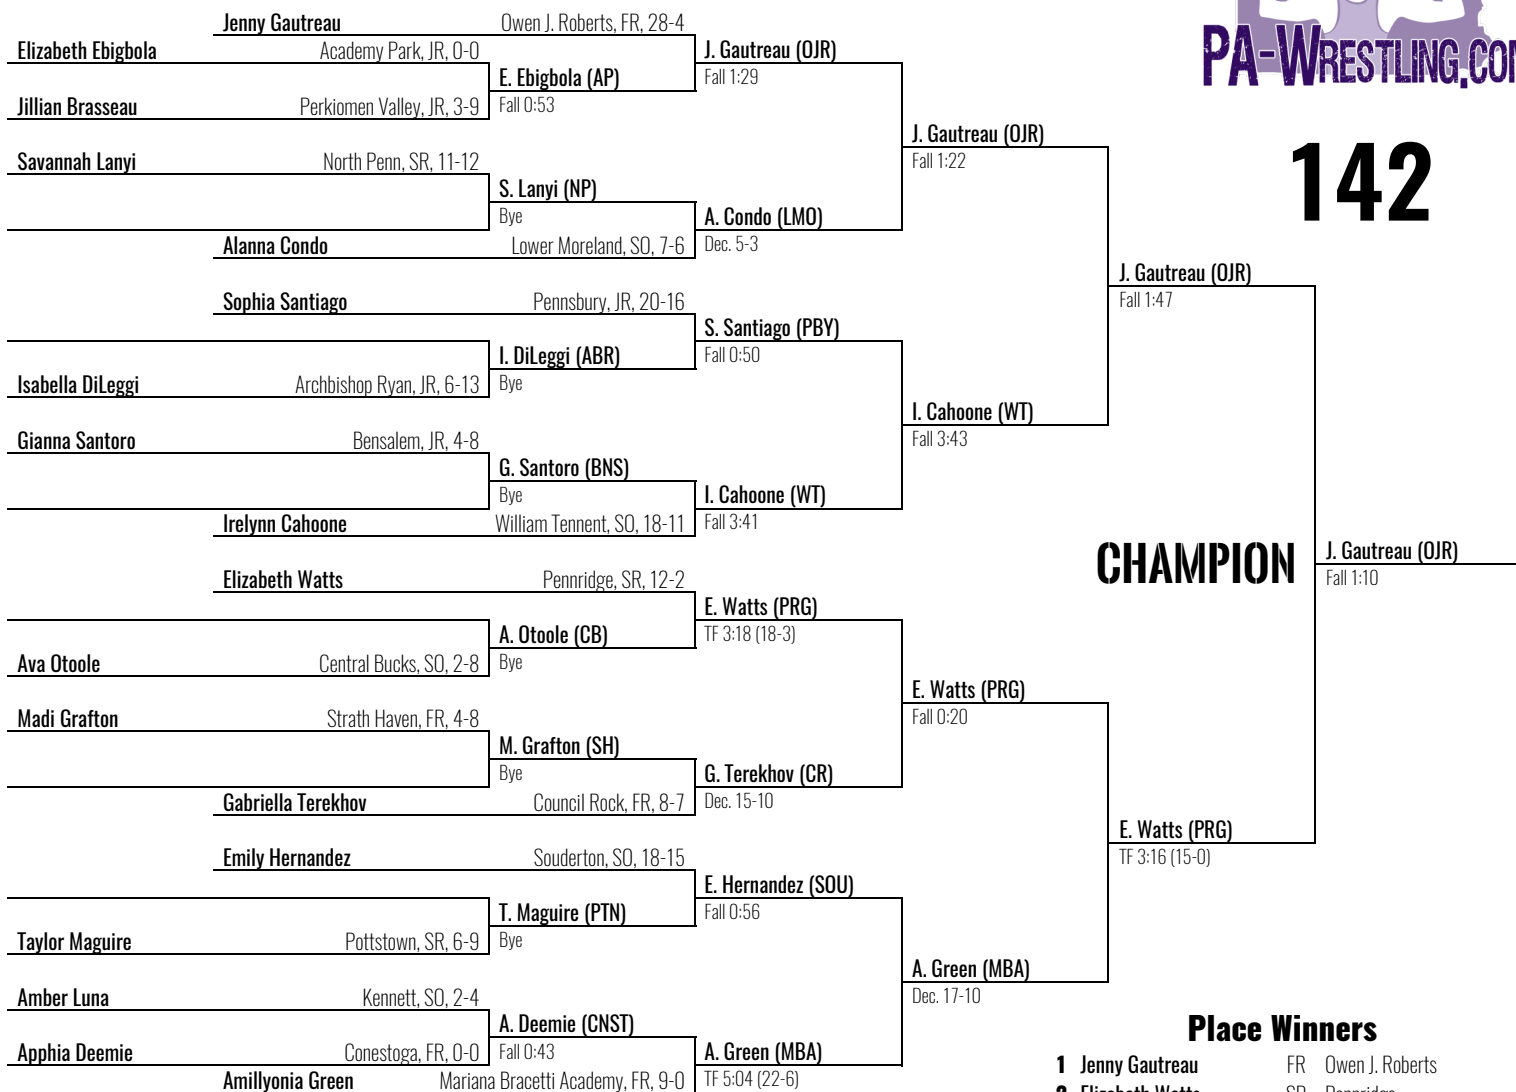 Jenny Gautreau Owen J. Roberts, FR, 28-4
Elizabeth Ebigbola Academy Park, JR, 0-0
J. Gautreau (OJR)
Fall 1:29
E. Ebigbola (AP)
Fall 0:53
Jillian Brasseau Perkiomen Valley, JR, 3-9
PA-WRESTLING.COM
J. Gautreau (OJR)
Fall 1:22
142
Savannah Lanyi North Penn, SR, 11-12
S. Lanyi (NP)
Bye
A. Condo (LMO)
Dec. 5-3
Alanna Condo Lower Moreland, SO, 7-6
J. Gautreau (OJR)
Fall 1:47
Sophia Santiago Pennsbury, JR, 20-16
S. Santiago (PBY)
Fall 0:50
I. DiLeggi (ABR)
Bye
Isabella DiLeggi Archbishop Ryan, JR, 6-13
I. Cahoone (WT)
Fall 3:43
Gianna Santoro Bensalem, JR, 4-8
G. Santoro (BNS)
Bye
I. Cahoone (WT)
Fall 3:41
Irelynn Cahoone William Tennent, SO, 18-11
CHAMPION
J. Gautreau (OJR)
Fall 1:10
Elizabeth Watts Pennridge, SR, 12-2
E. Watts (PRG)
TF 3:18 (18-3)
A. Otoole (CB)
Bye
Ava Otoole Central Bucks, SO, 2-8
E. Watts (PRG)
Fall 0:20
Madi Grafton Strath Haven, FR, 4-8
M. Grafton (SH)
Bye
G. Terekhov (CR)
Dec. 15-10
Gabriella Terekhov Council Rock, FR, 8-7
E. Watts (PRG)
TF 3:16 (15-0)
Emily Hernandez Souderton, SO, 18-15
E. Hernandez (SOU)
Fall 0:56
T. Maguire (PTN)
Bye
Taylor Maguire Pottstown, SR, 6-9
A. Green (MBA)
Dec. 17-10
Amber Luna Kennett, SO, 2-4
A. Deemie (CNST)
Fall 0:43
Apphia Deemie Conestoga, FR, 0-0
A. Green (MBA)
TF 5:04 (22-6)
Amillyonia Green Mariana Bracetti Academy, FR, 9-0
Place Winners
1 Jenny Gautreau FR Owen J. Roberts
2 Elizabeth Watts SR Pennridge